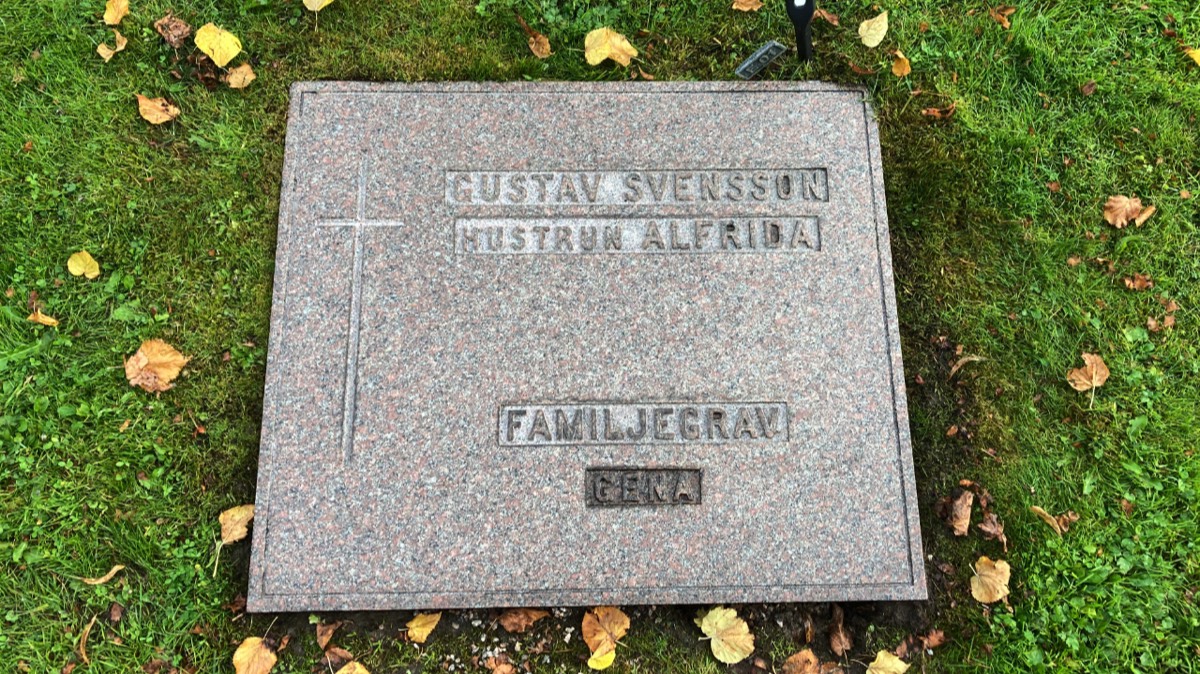 GUSTAV SVENSSON
HUSTRUN ALFRIDA
FAMILJEGRAV
GENA